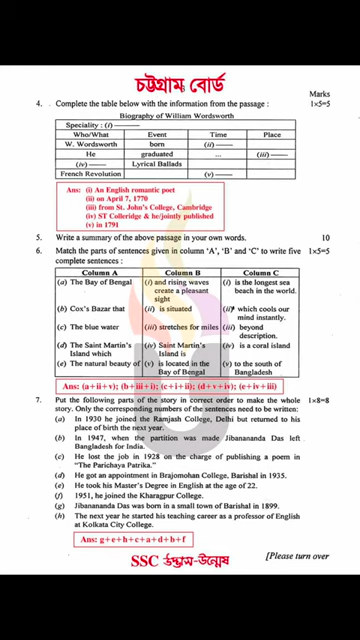 চট্টগ্রাম বোর্ড
Marks
4. Complete the table below with the information from the passage : 1×5=5
Biography of William Wordsworth
Speciality : (i) ———
Who/What Event Time Place
W. Wordsworth born (ii) ——
He graduated ... (iii) ——
(iv) —— Lyrical Ballads
French Revolution (v) ——
Ans: (i) An English romantic poet
(ii) on April 7, 1770
(iii) from St. John's College, Cambridge
(iv) ST Colleridge & he/jointly published
(v) in 1791
5. Write a summary of the above passage in your own words. 10
6. Match the parts of sentences given in column 'A', 'B' and 'C' to write five 1×5=5
complete sentences :
Column A Column B Column C
(a) The Bay of Bengal (i) and rising waves (i) is the longest sea
create a pleasant beach in the world.
sight
(b) Cox's Bazar that (ii) is situated (ii) which cools our
mind instantly.
(c) The blue water (iii) stretches for miles (iii) beyond
description.
(d) The Saint Martin's (iv) Saint Martin's (iv) is a coral island
Island which Island is
(e) The natural beauty of (v) is located in the (v) to the south of
Bay of Bengal Bangladesh
Ans: (a+ii+v); (b+iii+i); (c+i+ii); (d+v+iv); (e+iv+iii)
7. Put the following parts of the story in correct order to make the whole 1×8=8
story. Only the corresponding numbers of the sentences need to be written:
(a) In 1930 he joined the Ramjash College, Delhi but returned to his
place of birth the next year.
(b) In 1947, when the partition was made Jibanananda Das left
Bangladesh for India.
(c) He lost the job in 1928 on the charge of publishing a poem in
"The Parichaya Patrika."
(d) He got an appointment in Brajomohan College, Barishal in 1935.
(e) He took his Master's Degree in English at the age of 22.
(f) 1951, he joined the Kharagpur College.
(g) Jibanananda Das was born in a small town of Barishal in 1899.
(h) The next year he started his teaching career as a professor of English
at Kolkata City College.
Ans: g+e+h+c+a+d+b+f
SSC উদ্ভাস-উন্মেষ
[Please turn over